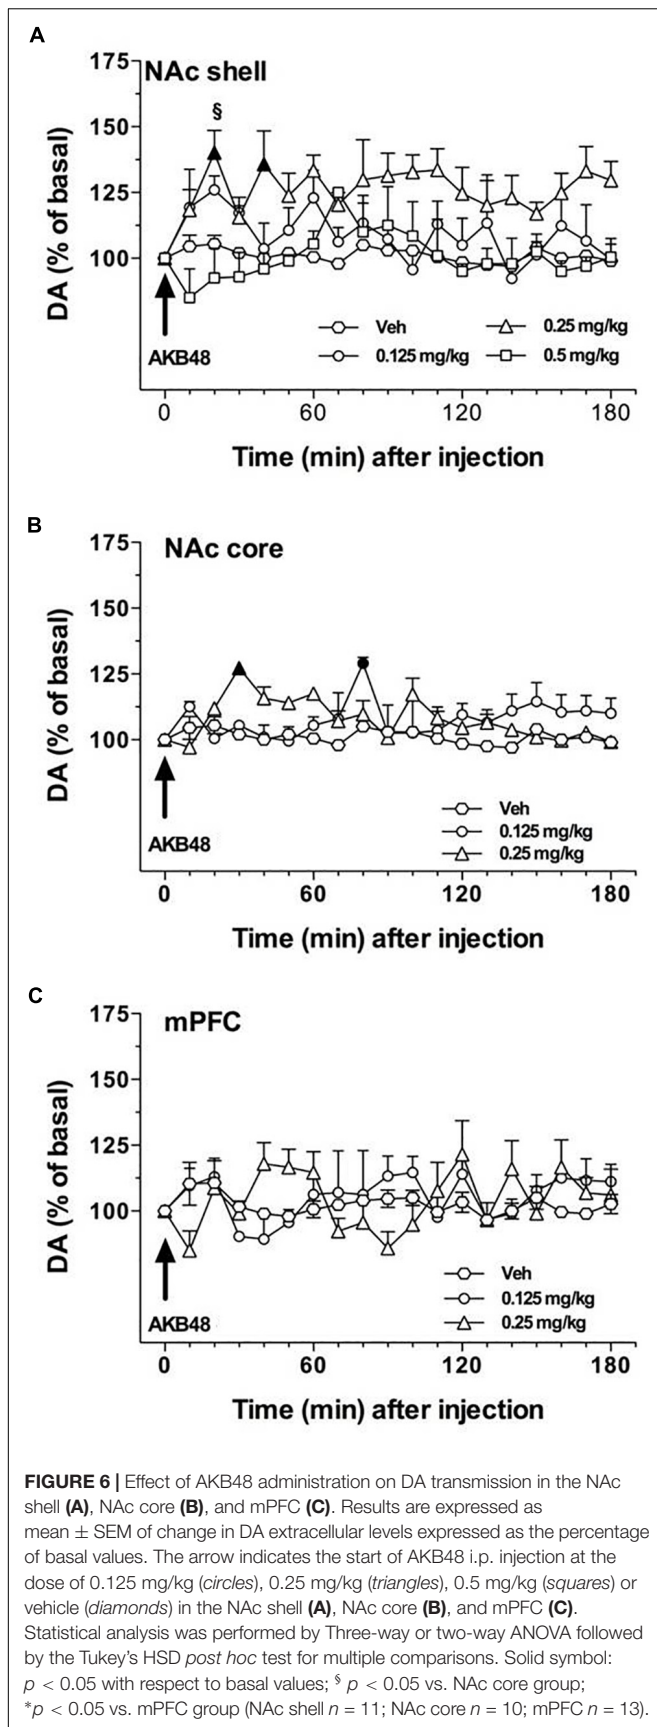 A
NAc shell
§
175
150
125
100
DA (% of basal)
AKB48
Veh
0.125 mg/kg
0.25 mg/kg
0.5 mg/kg
0 60 120 180
Time (min) after injection
B
NAc core
175
150
125
100
DA (% of basal)
AKB48
Veh
0.125 mg/kg
0.25 mg/kg
0 60 120 180
Time (min) after injection
C
mPFC
175
150
125
100
DA (% of basal)
AKB48
Veh
0.125 mg/kg
0.25 mg/kg
0 60 120 180
Time (min) after injection
FIGURE 6 | Effect of AKB48 administration on DA transmission in the NAc
shell (A), NAc core (B), and mPFC (C). Results are expressed as
mean ± SEM of change in DA extracellular levels expressed as the percentage
of basal values. The arrow indicates the start of AKB48 i.p. injection at the
dose of 0.125 mg/kg (circles), 0.25 mg/kg (triangles), 0.5 mg/kg (squares) or
vehicle (diamonds) in the NAc shell (A), NAc core (B), and mPFC (C).
Statistical analysis was performed by Three-way or two-way ANOVA followed
by the Tukey's HSD post hoc test for multiple comparisons. Solid symbol:
p < 0.05 with respect to basal values; § p < 0.05 vs. NAc core group;
*p < 0.05 vs. mPFC group (NAc shell n = 11; NAc core n = 10; mPFC n = 13).